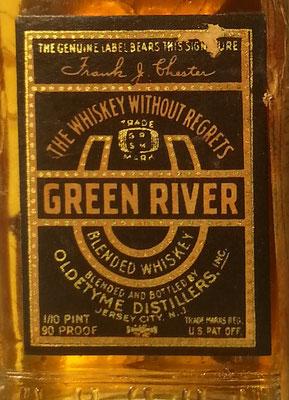 THE GENUINE LABEL BEARS THIS SIGNATURE
Frank J. Chester
THE WHISKEY WITHOUT REGRETS
TRADE
MARK
GREEN RIVER
BLENDED WHISKEY
BLENDED AND BOTTLED BY
OLDETYME DISTILLERS, INC.
JERSEY CITY, N.J.
1/10 PINT
90 PROOF
TRADE MARKS REG.
U.S. PAT. OFF.